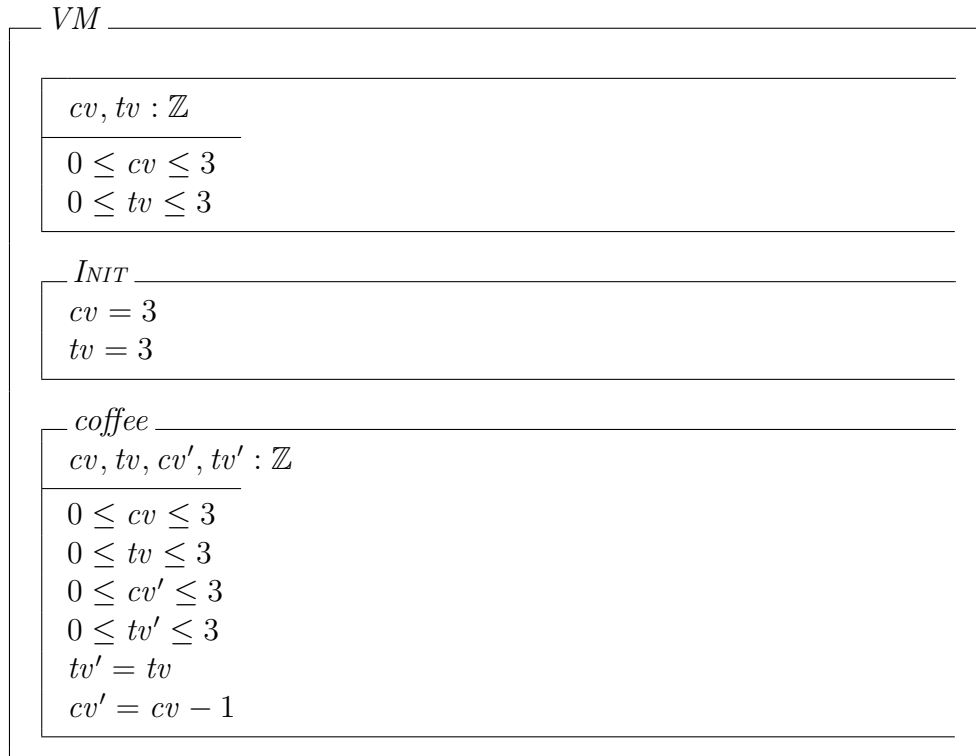 VM
cv, tv : ℤ
0 ≤ cv ≤ 3
0 ≤ tv ≤ 3
INIT
cv = 3
tv = 3
coffee
cv, tv, cv′, tv′ : ℤ
0 ≤ cv ≤ 3
0 ≤ tv ≤ 3
0 ≤ cv′ ≤ 3
0 ≤ tv′ ≤ 3
tv′ = tv
cv′ = cv − 1